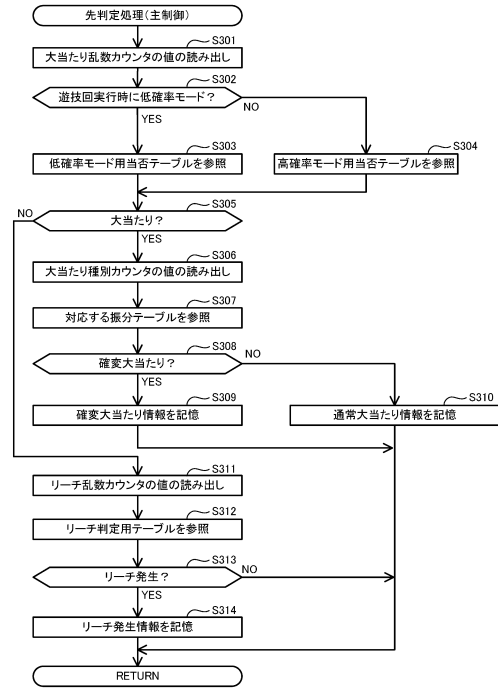 先判定処理(主制御)
S301
大当たり乱数カウンタの値の読み出し
S302
遊技回実行時に低確率モード?
NO
YES
S303
低確率モード用当否テーブルを参照
S304
高確率モード用当否テーブルを参照
S305
NO
大当たり?
YES
S306
大当たり種別カウンタの値の読み出し
S307
対応する振分テーブルを参照
S308
確変大当たり?
NO
YES
S309
確変大当たり情報を記憶
S310
通常大当たり情報を記憶
S311
リーチ乱数カウンタの値の読み出し
S312
リーチ判定用テーブルを参照
S313
リーチ発生?
NO
YES
S314
リーチ発生情報を記憶
RETURN